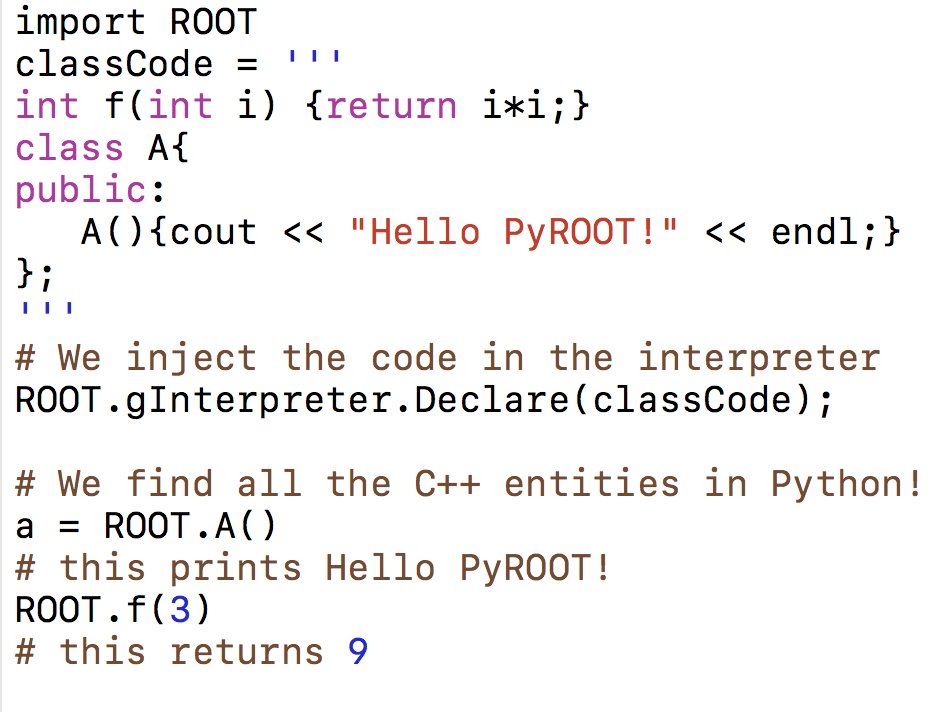 import ROOT
classCode = '''
int f(int i) {return i*i;}
class A{
public:
   A(){cout << "Hello PyROOT!" << endl;}
};
'''
# We inject the code in the interpreter
ROOT.gInterpreter.Declare(classCode);

# We find all the C++ entities in Python!
a = ROOT.A()
# this prints Hello PyROOT!
ROOT.f(3)
# this returns 9